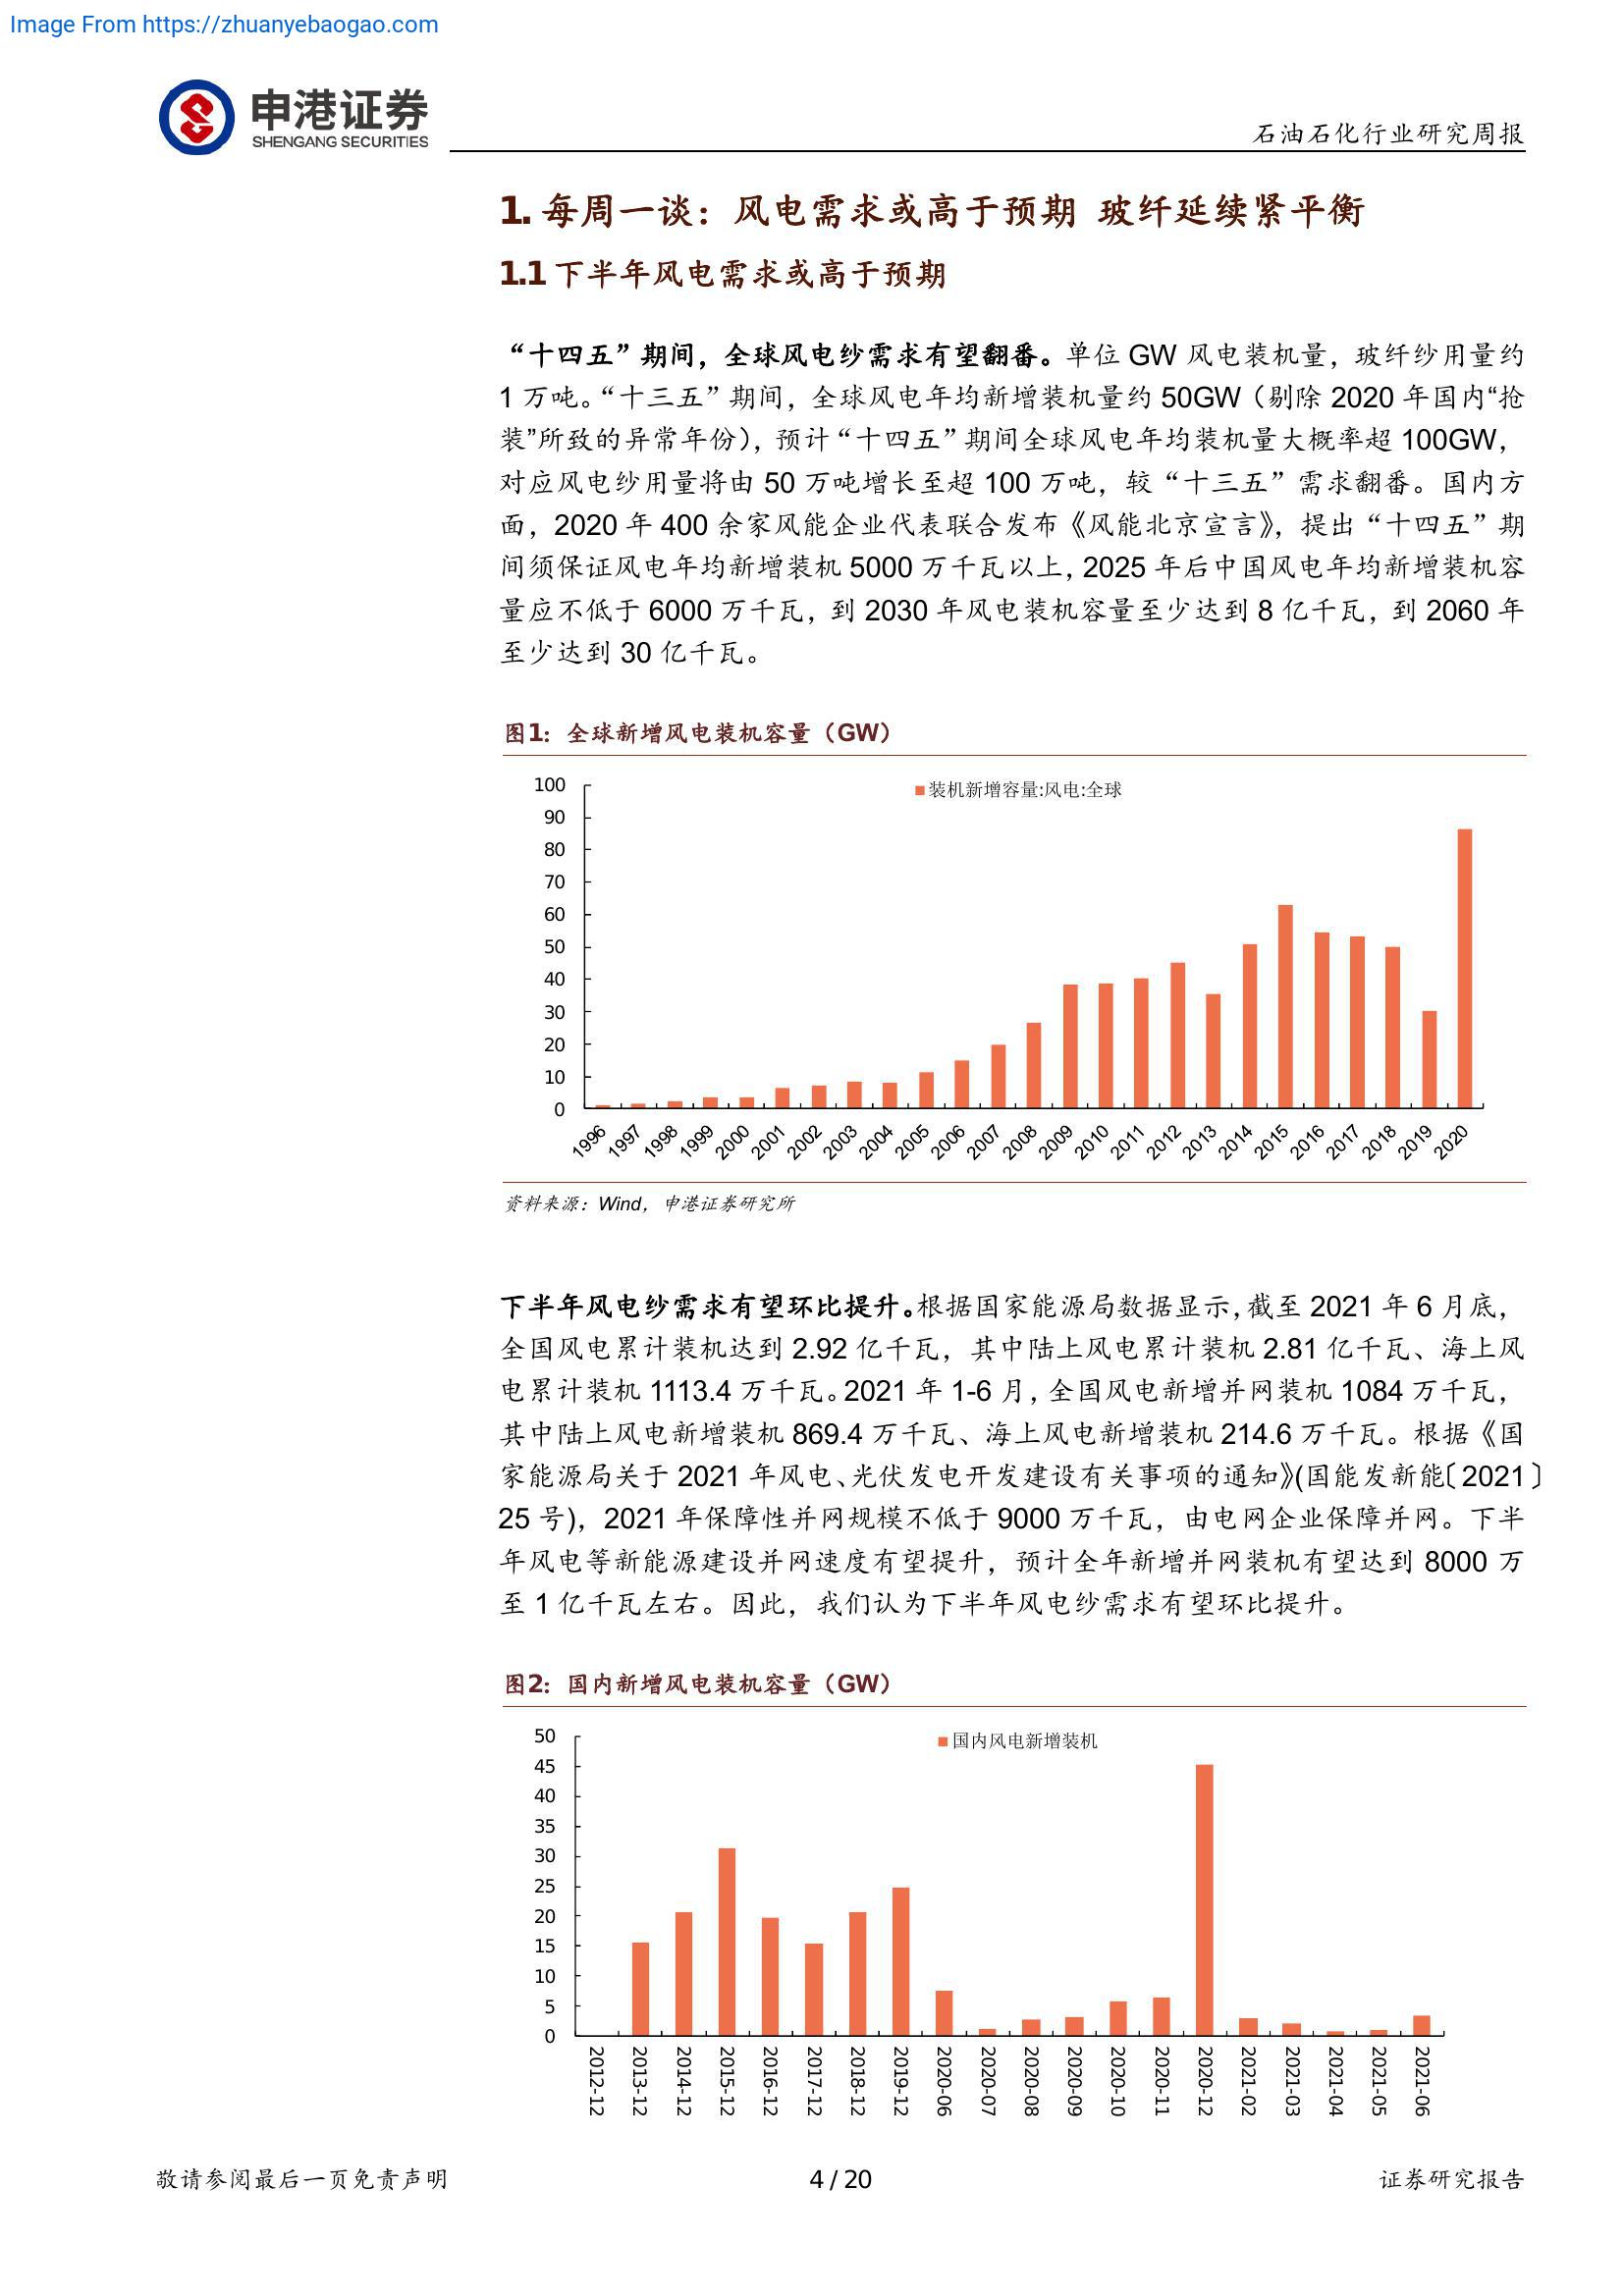 Image From https://zhuanyebaogao.com
申港证券
SHENGANG SECURITIES
石油石化行业研究周报
1. 每周一谈：风电需求或高于预期 玻纤延续紧平衡
1.1 下半年风电需求或高于预期
“十四五”期间，全球风电纱需求有望翻番。单位 GW 风电装机量，玻纤纱用量约
1 万吨。“十三五”期间，全球风电年均新增装机量约 50GW（剔除 2020 年国内“抢
装”所致的异常年份），预计“十四五”期间全球风电年均装机量大概率超 100GW，
对应风电纱用量将由 50 万吨增长至超 100 万吨，较“十三五”需求翻番。国内方
面，2020 年 400 余家风能企业代表联合发布《风能北京宣言》，提出“十四五”期
间须保证风电年均新增装机 5000 万千瓦以上，2025 年后中国风电年均新增装机容
量应不低于 6000 万千瓦，到 2030 年风电装机容量至少达到 8 亿千瓦，到 2060 年
至少达到 30 亿千瓦。
图1：全球新增风电装机容量（GW）
装机新增容量:风电:全球
100
90
80
70
60
50
40
30
20
10
0
1996 1997 1998 1999 2000 2001 2002 2003 2004 2005 2006 2007 2008 2009 2010 2011 2012 2013 2014 2015 2016 2017 2018 2019 2020
资料来源：Wind，申港证券研究所
下半年风电纱需求有望环比提升。根据国家能源局数据显示，截至 2021 年 6 月底，
全国风电累计装机达到 2.92 亿千瓦，其中陆上风电累计装机 2.81 亿千瓦、海上风
电累计装机 1113.4 万千瓦。2021 年 1-6 月，全国风电新增并网装机 1084 万千瓦，
其中陆上风电新增装机 869.4 万千瓦、海上风电新增装机 214.6 万千瓦。根据《国
家能源局关于 2021 年风电、光伏发电开发建设有关事项的通知》(国能发新能〔2021〕
25 号)，2021 年保障性并网规模不低于 9000 万千瓦，由电网企业保障并网。下半
年风电等新能源建设并网速度有望提升，预计全年新增并网装机有望达到 8000 万
至 1 亿千瓦左右。因此，我们认为下半年风电纱需求有望环比提升。
图2：国内新增风电装机容量（GW）
国内风电新增装机
50
45
40
35
30
25
20
15
10
5
0
2012-12 2013-12 2014-12 2015-12 2016-12 2017-12 2018-12 2019-12 2020-06 2020-07 2020-08 2020-09 2020-10 2020-11 2020-12 2021-02 2021-03 2021-04 2021-05 2021-06
敬请参阅最后一页免责声明
4 / 20
证券研究报告